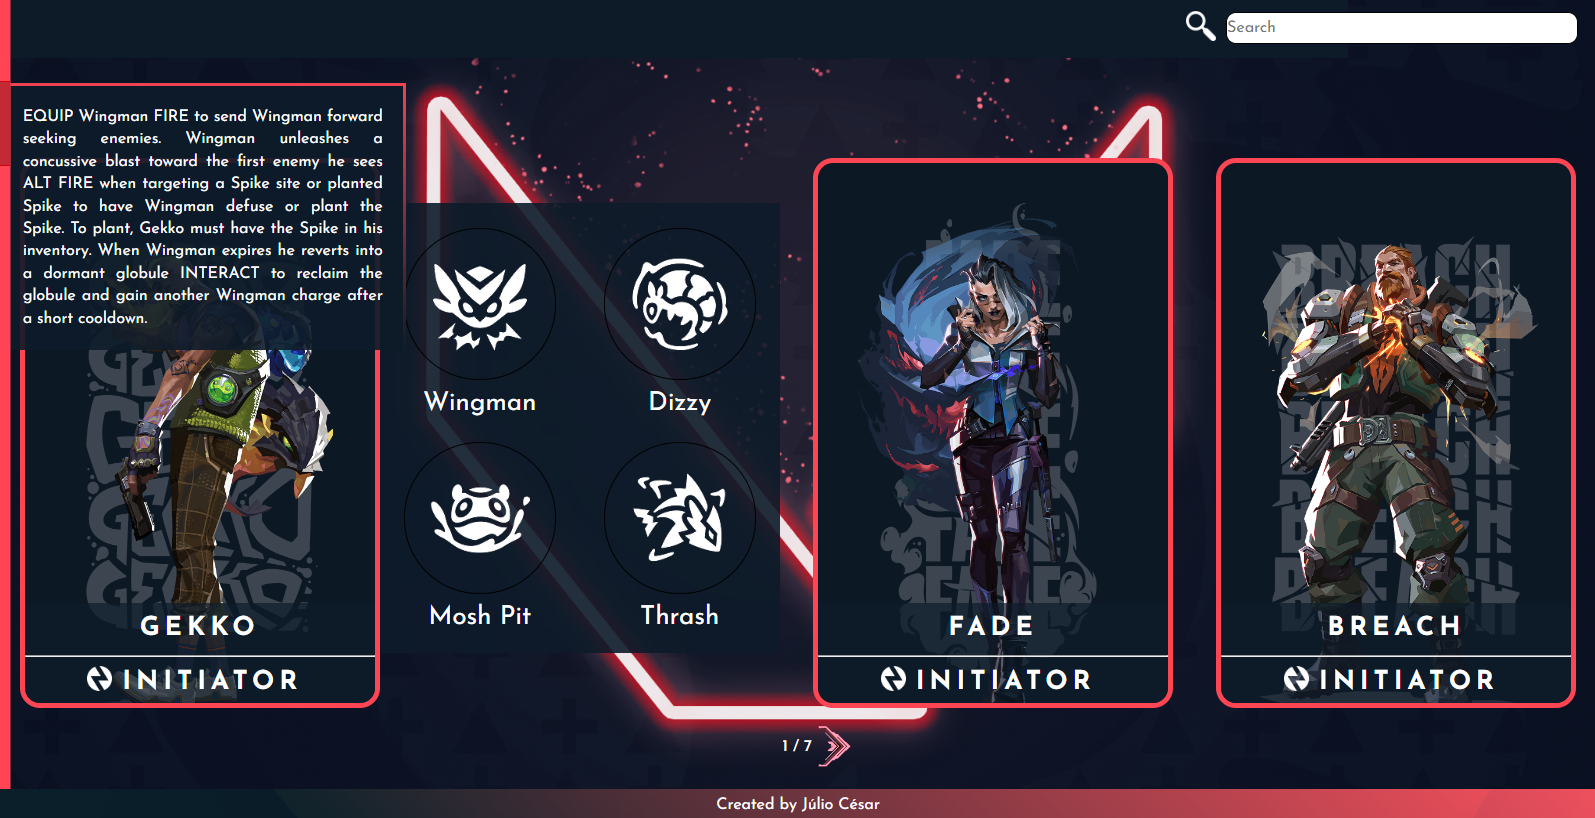 Search
EQUIP Wingman FIRE to send Wingman forward
seeking enemies. Wingman unleashes a
concussive blast toward the first enemy he sees
ALT FIRE when targeting a Spike site or planted
Spike to have Wingman defuse or plant the
Spike. To plant, Gekko must have the Spike in his
inventory. When Wingman expires he reverts into
a dormant globule INTERACT to reclaim the
globule and gain another Wingman charge after
a short cooldown.
Wingman
Dizzy
Mosh Pit
Thrash
GEKKO
INITIATOR
FADE
INITIATOR
BREACH
INITIATOR
1 / 7
Created by Júlio César